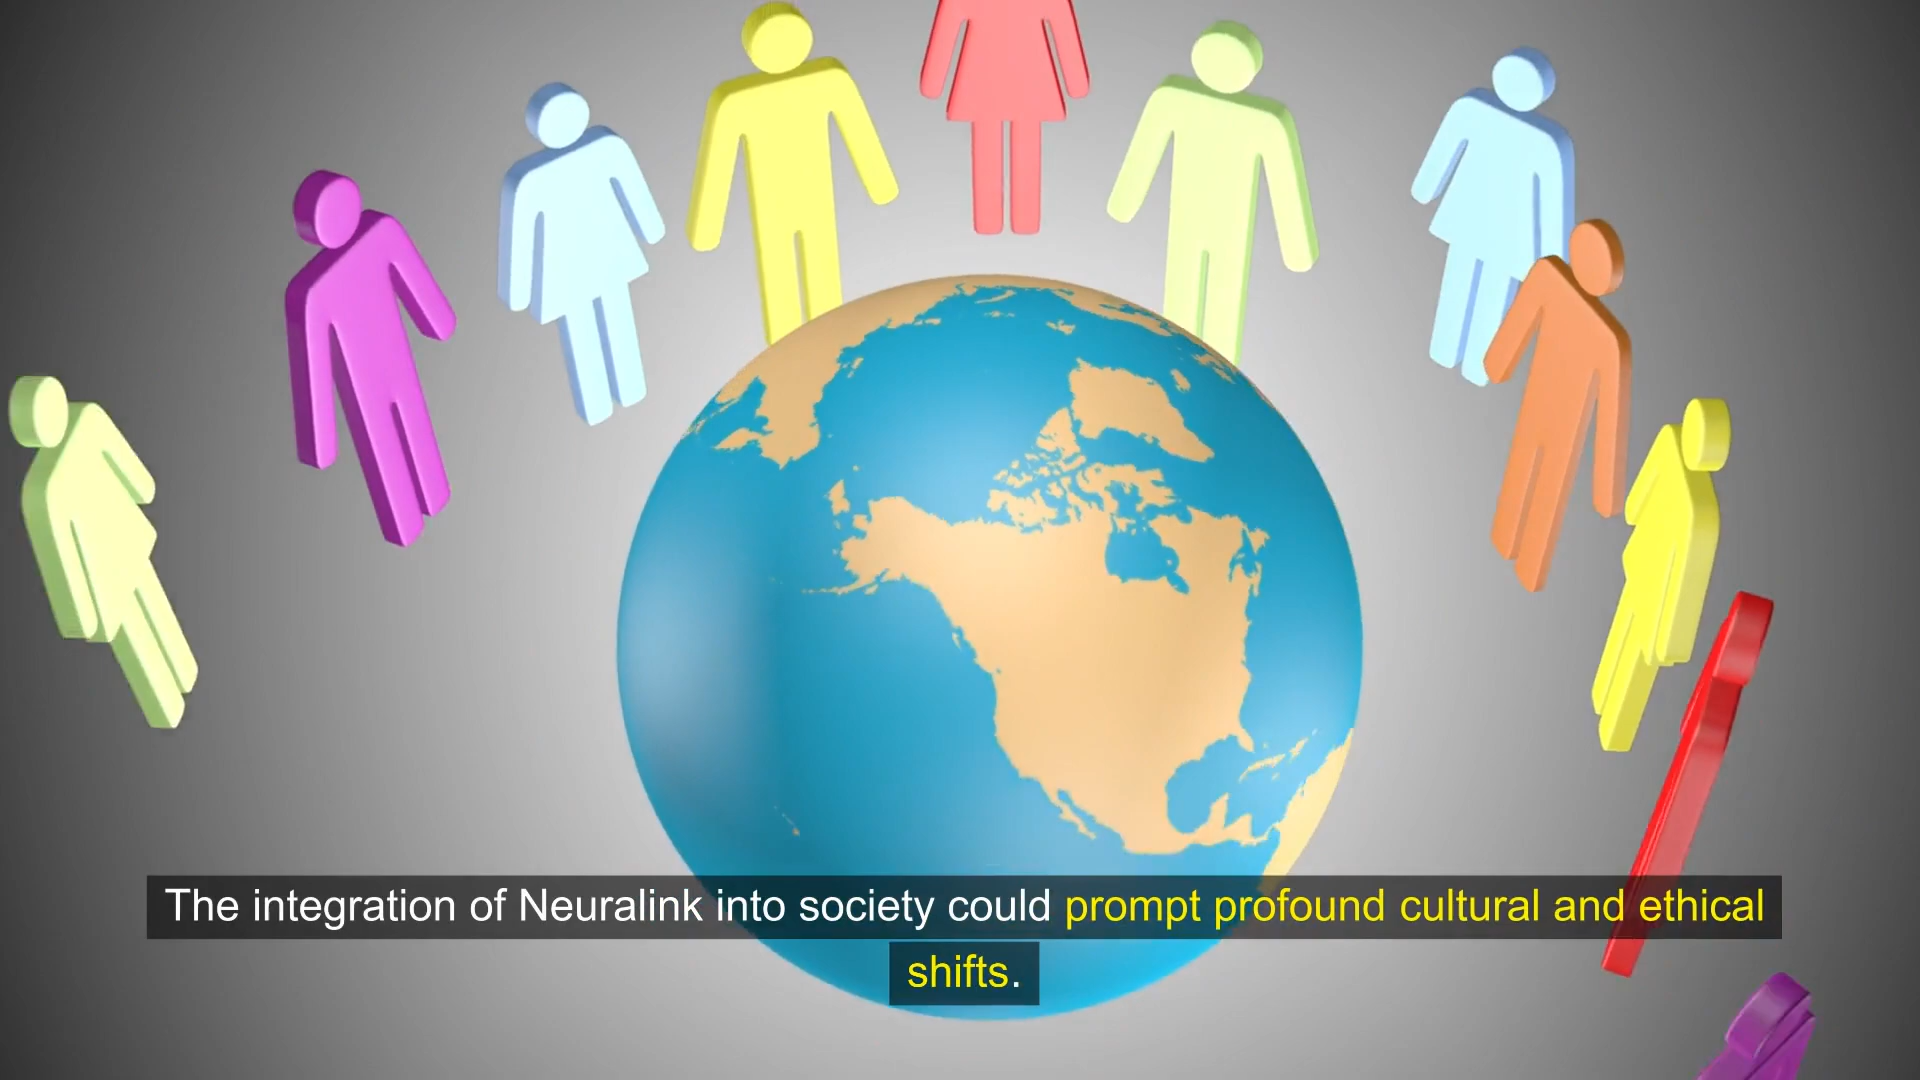 The integration of Neuralink into society could prompt profound cultural and ethical
shifts.